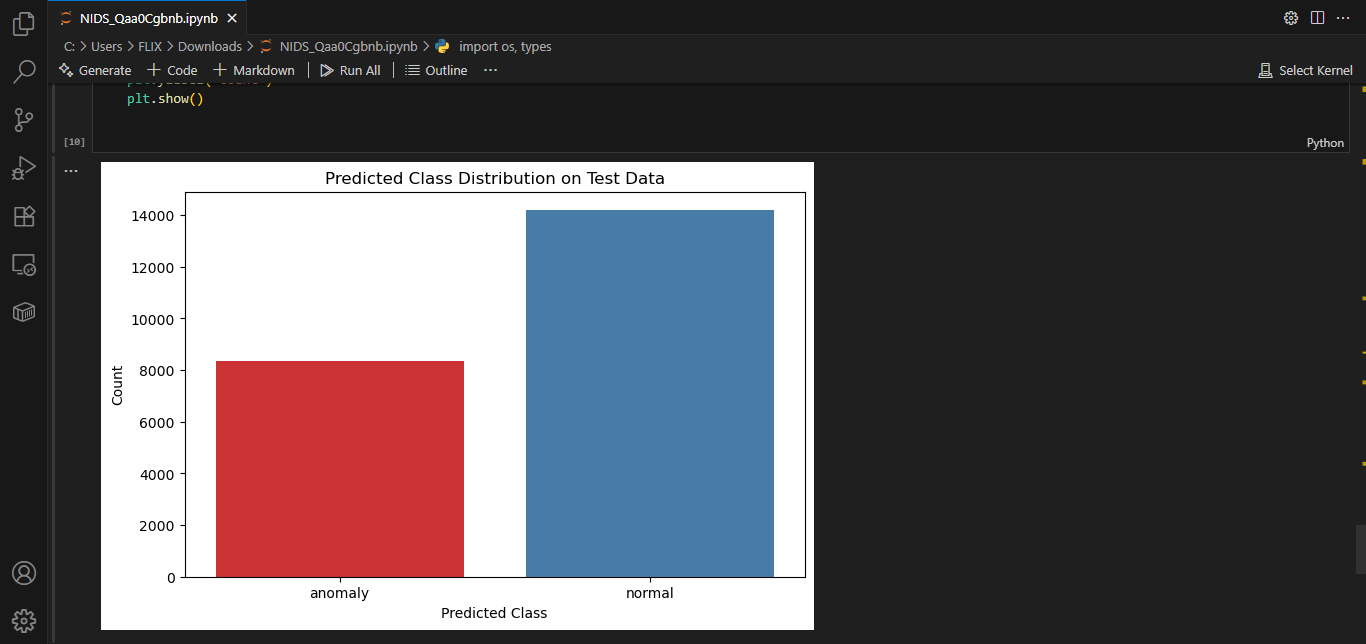 NIDS_Qaa0Cgbnb.ipynb
C: > Users > FLIX > Downloads > NIDS_Qaa0Cgbnb.ipynb > import os, types
Generate + Code + Markdown Run All Outline ... Select Kernel
plt.show()
[10]
Python
...
Predicted Class Distribution on Test Data
14000
12000
10000
8000
6000
4000
2000
0
Count
anomaly normal
Predicted Class